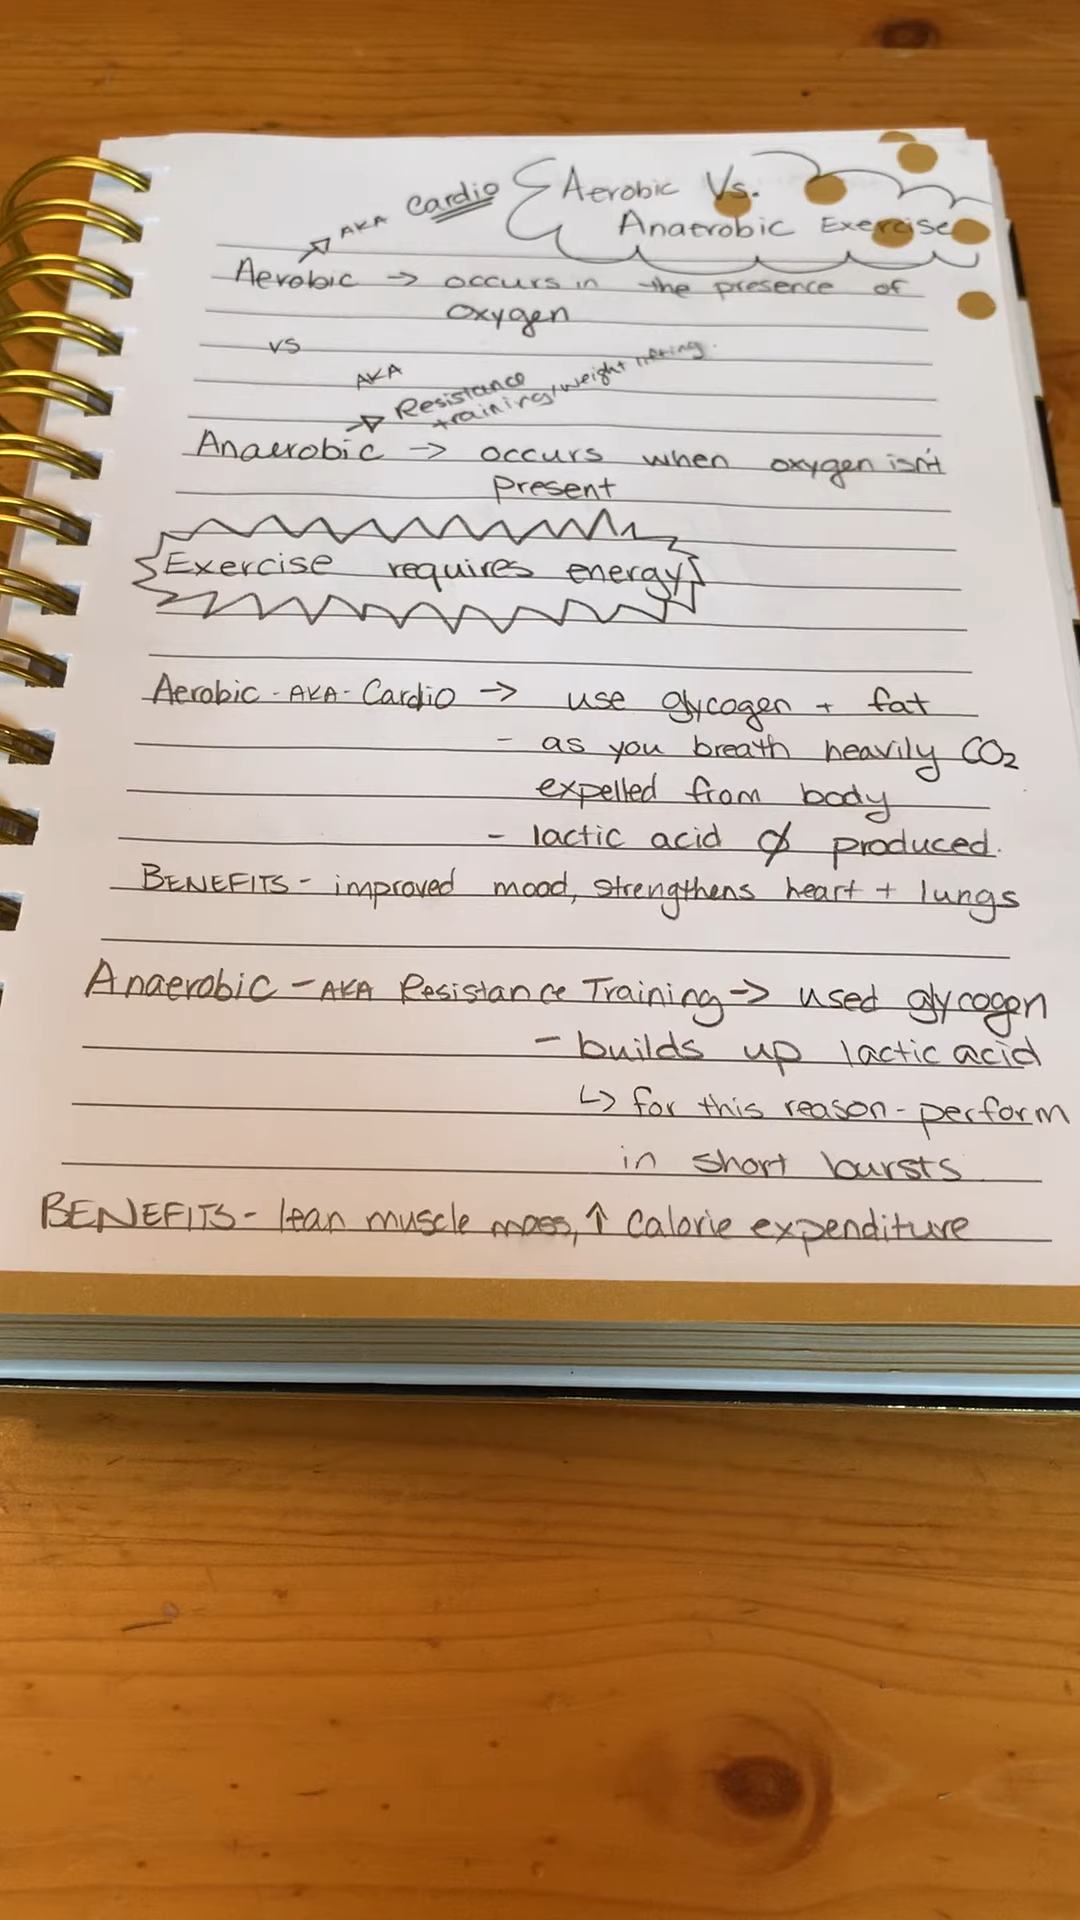 Aerobic Vs.
Anaerobic Exercise
AKA Cardio
Aerobic → occurs in the presence of
oxygen
vs
AKA
Resistance
training/weight lifting.
Anaerobic → occurs when oxygen isn't
present
Exercise requires energy
Aerobic - AKA - Cardio → use glycogen + fat
- as you breath heavily CO₂
expelled from body
- lactic acid ∅ produced.
BENEFITS - improved mood, strengthens heart + lungs
Anaerobic - AKA Resistance Training → used glycogen
- builds up lactic acid
↳ for this reason - perform
in short bursts
BENEFITS - lean muscle mass, ↑ calorie expenditure